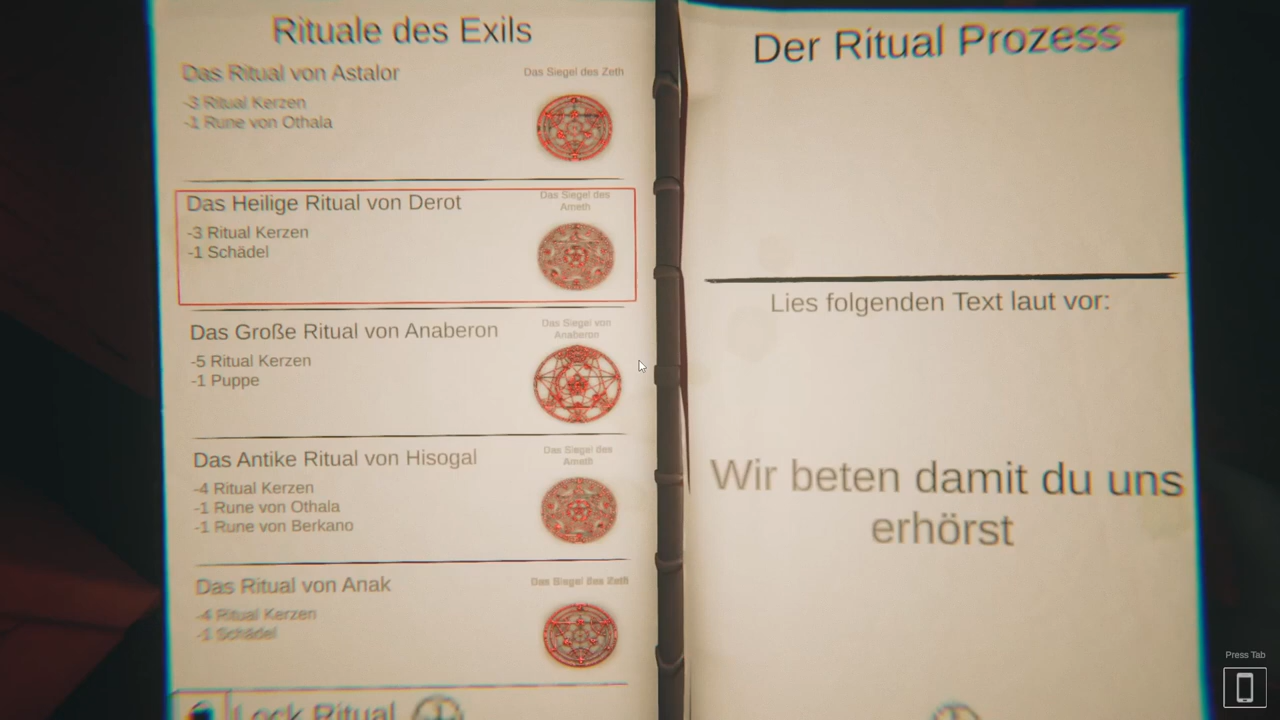 Rituale des Exils
Das Ritual von Astalor
Das Siegel des Zeth
-3 Ritual Kerzen
-1 Rune von Othala
Das Heilige Ritual von Derot
Das Siegel des
Ameth
-3 Ritual Kerzen
-1 Schädel
Das Große Ritual von Anaberon
Das Siegel von
Anaberon
-5 Ritual Kerzen
-1 Puppe
Das Antike Ritual von Hisogal
Das Siegel des
Ameth
-4 Ritual Kerzen
-1 Rune von Othala
-1 Rune von Berkano
Das Ritual von Anak
Das Siegel des Zeth
-4 Ritual Kerzen
-1 Schädel
Lock Ritual
Der Ritual Prozess
Lies folgenden Text laut vor:
Wir beten damit du uns
erhörst
Press Tab